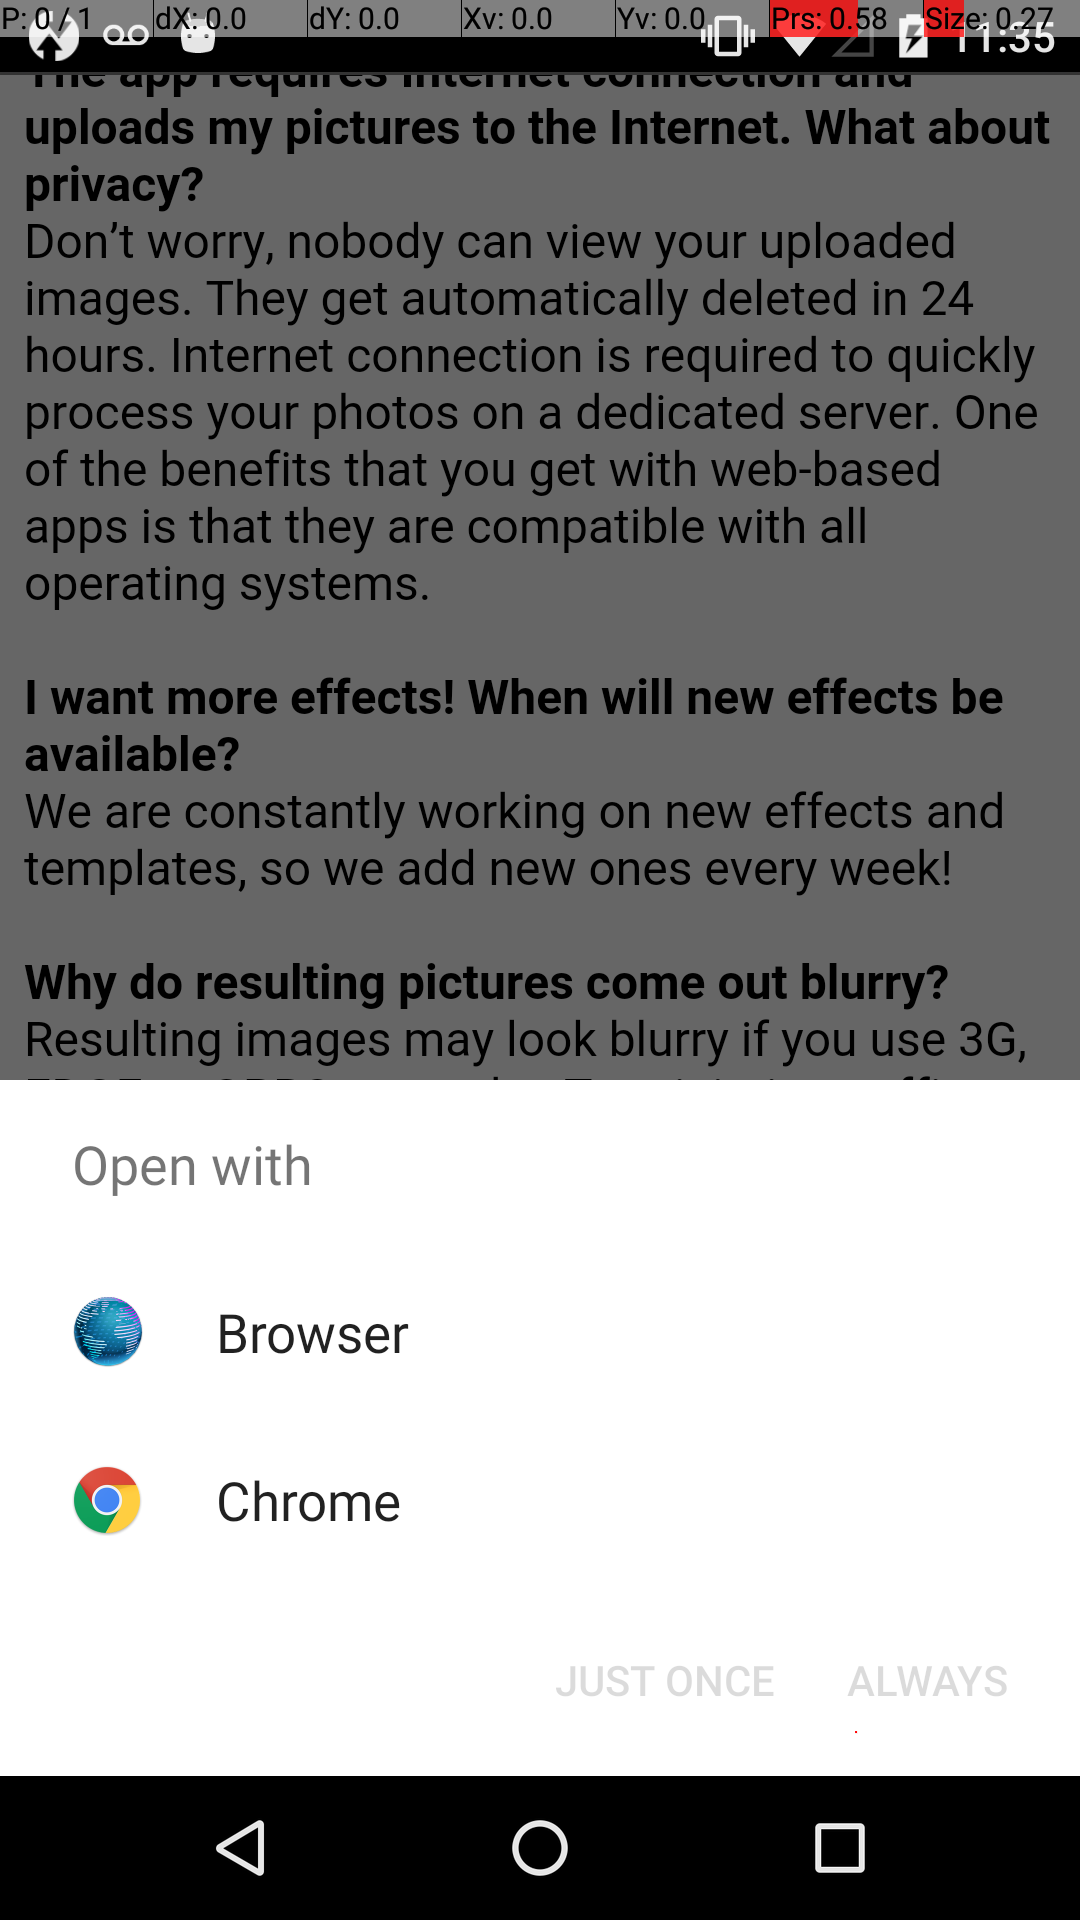 P: 0 / 1 dX: 0.0 dY: 0.0 Xv: 0.0 Yv: 0.0 Prs: 0.58 Size: 0.27
11:35
The app requires Internet connection and
uploads my pictures to the Internet. What about
privacy?
Don’t worry, nobody can view your uploaded
images. They get automatically deleted in 24
hours. Internet connection is required to quickly
process your photos on a dedicated server. One
of the benefits that you get with web-based
apps is that they are compatible with all
operating systems.
I want more effects! When will new effects be
available?
We are constantly working on new effects and
templates, so we add new ones every week!
Why do resulting pictures come out blurry?
Resulting images may look blurry if you use 3G,
Open with
Browser
Chrome
JUST ONCE ALWAYS